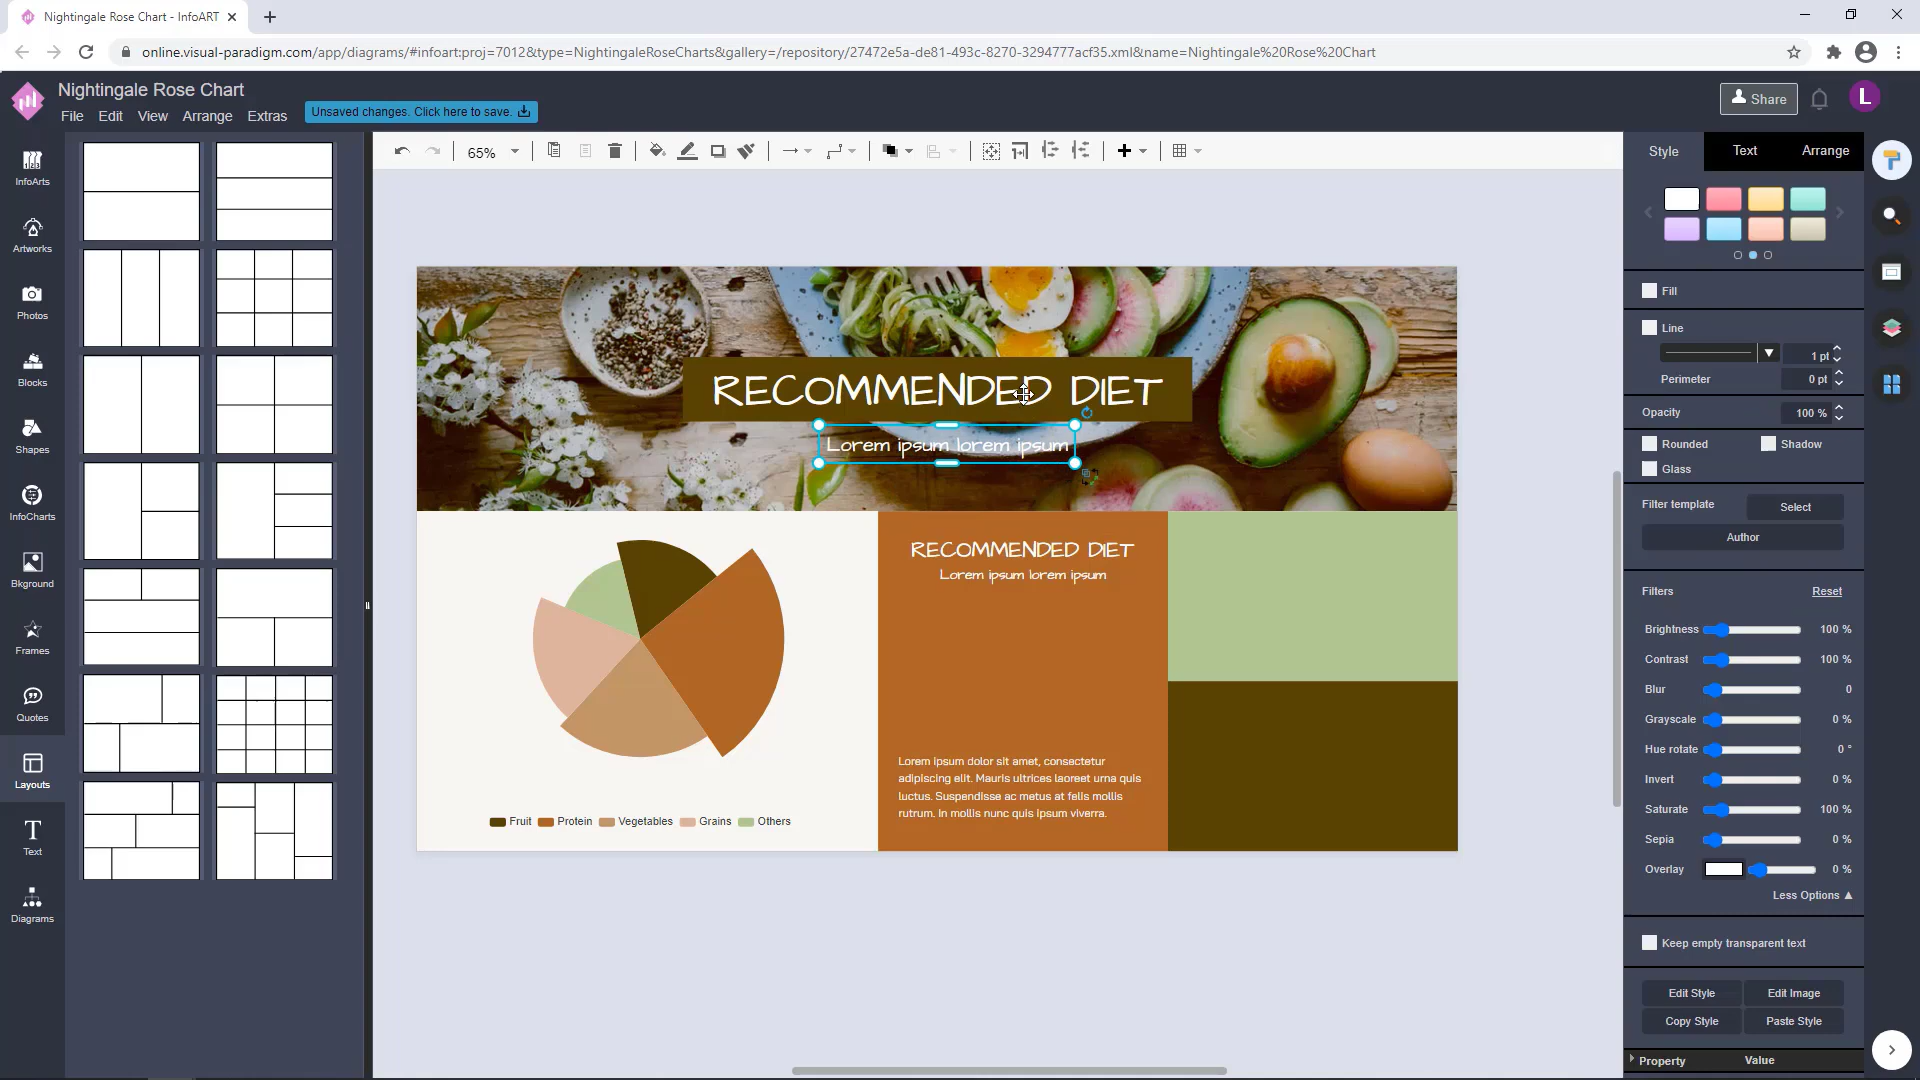 Nightingale Rose Chart - InfoART
online.visual-paradigm.com/app/diagrams/#infoart:proj=7012&type=NightingaleRoseCharts&gallery=/repository/27472e5a-de81-493c-8270-3294777acf35.xml&name=Nightingale%20Rose%20Chart
Nightingale Rose Chart
File Edit View Arrange Extras
Unsaved changes. Click here to save.
Share
L
InfoArts
Artworks
Photos
Blocks
Shapes
InfoCharts
Bkground
Frames
Quotes
Layouts
Text
Diagrams
65%
RECOMMENDED DIET
Lorem ipsum lorem ipsum
Fruit Protein Vegetables Grains Others
RECOMMENDED DIET
Lorem ipsum lorem ipsum
Lorem ipsum dolor sit amet, consectetur
adipiscing elit. Mauris ultrices laoreet urna quis
luctus. Suspendisse ac metus at felis mollis
rutrum. In mollis nunc quis ipsum viverra.
Style Text Arrange
Fill
Line
1 pt
Perimeter 0 pt
Opacity 100 %
Rounded Shadow
Glass
Filter template Select
Author
Filters Reset
Brightness 100 %
Contrast 100 %
Blur 0
Grayscale 0 %
Hue rotate 0 °
Invert 0 %
Saturate 100 %
Sepia 0 %
Overlay 0 %
Less Options
Keep empty transparent text
Edit Style Edit Image
Copy Style Paste Style
Property Value